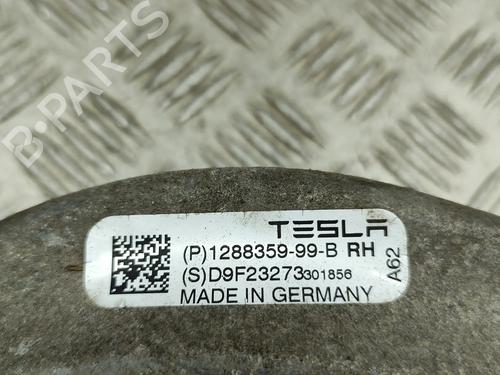 TESLA
(P)1288359-99-B RH
(S)D9F23273301856
MADE IN GERMANY
A62
B-PARTS